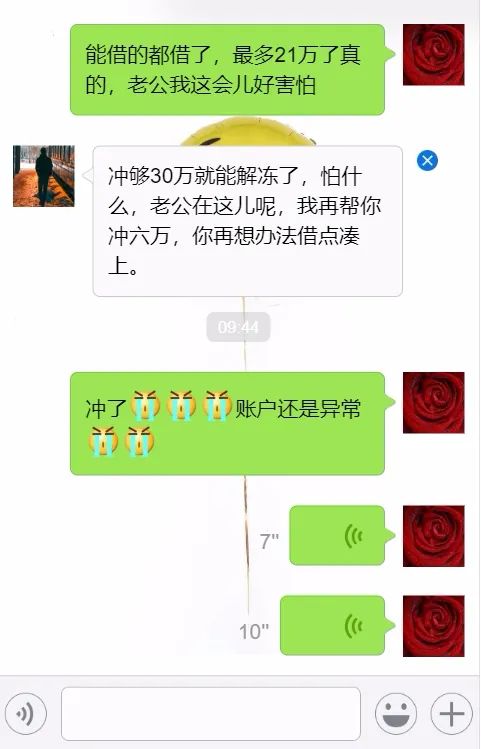 能借的都借了，最多21万了真
的，老公我这会儿好害怕
冲够30万就能解冻了，怕什
么，老公在这儿呢，我再帮你
冲六万，你再想办法借点凑
上。
09:44
冲了😭😭😭账户还是异常
😭😭
7"
10"